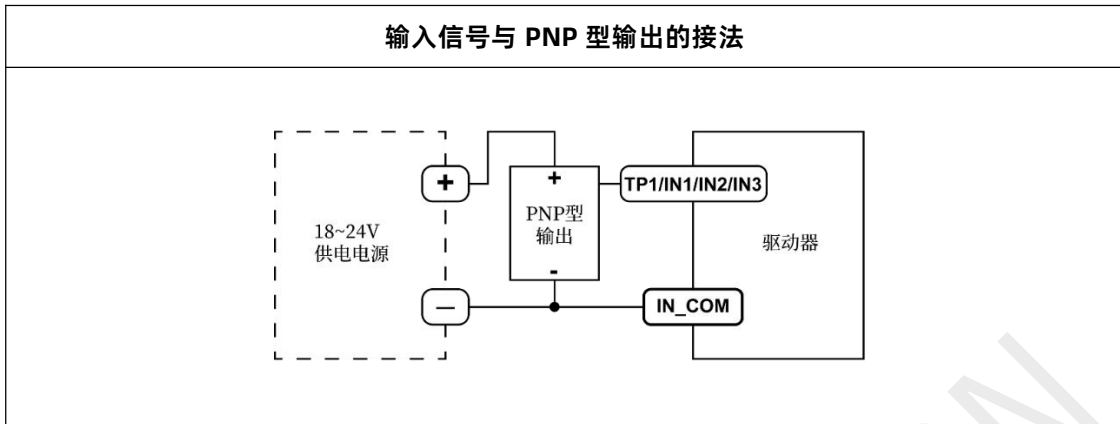 输入信号与 PNP 型输出的接法
+
+
TP1/IN1/IN2/IN3
PNP型
输出
18~24V
供电电源
驱动器
-
—
IN_COM